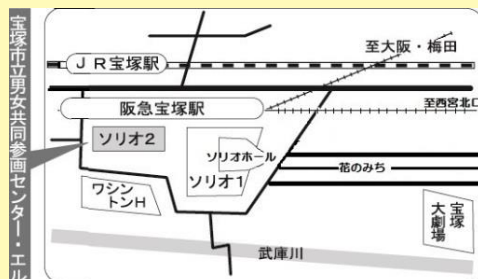 宝塚市立男女共同参画センター・エル
至大阪・梅田
JR宝塚駅
阪急宝塚駅
至西宮北口
ソリオ2
ソリオホール
ソリオ1
花のみち
ワシン
トンH
宝塚
大劇場
武庫川